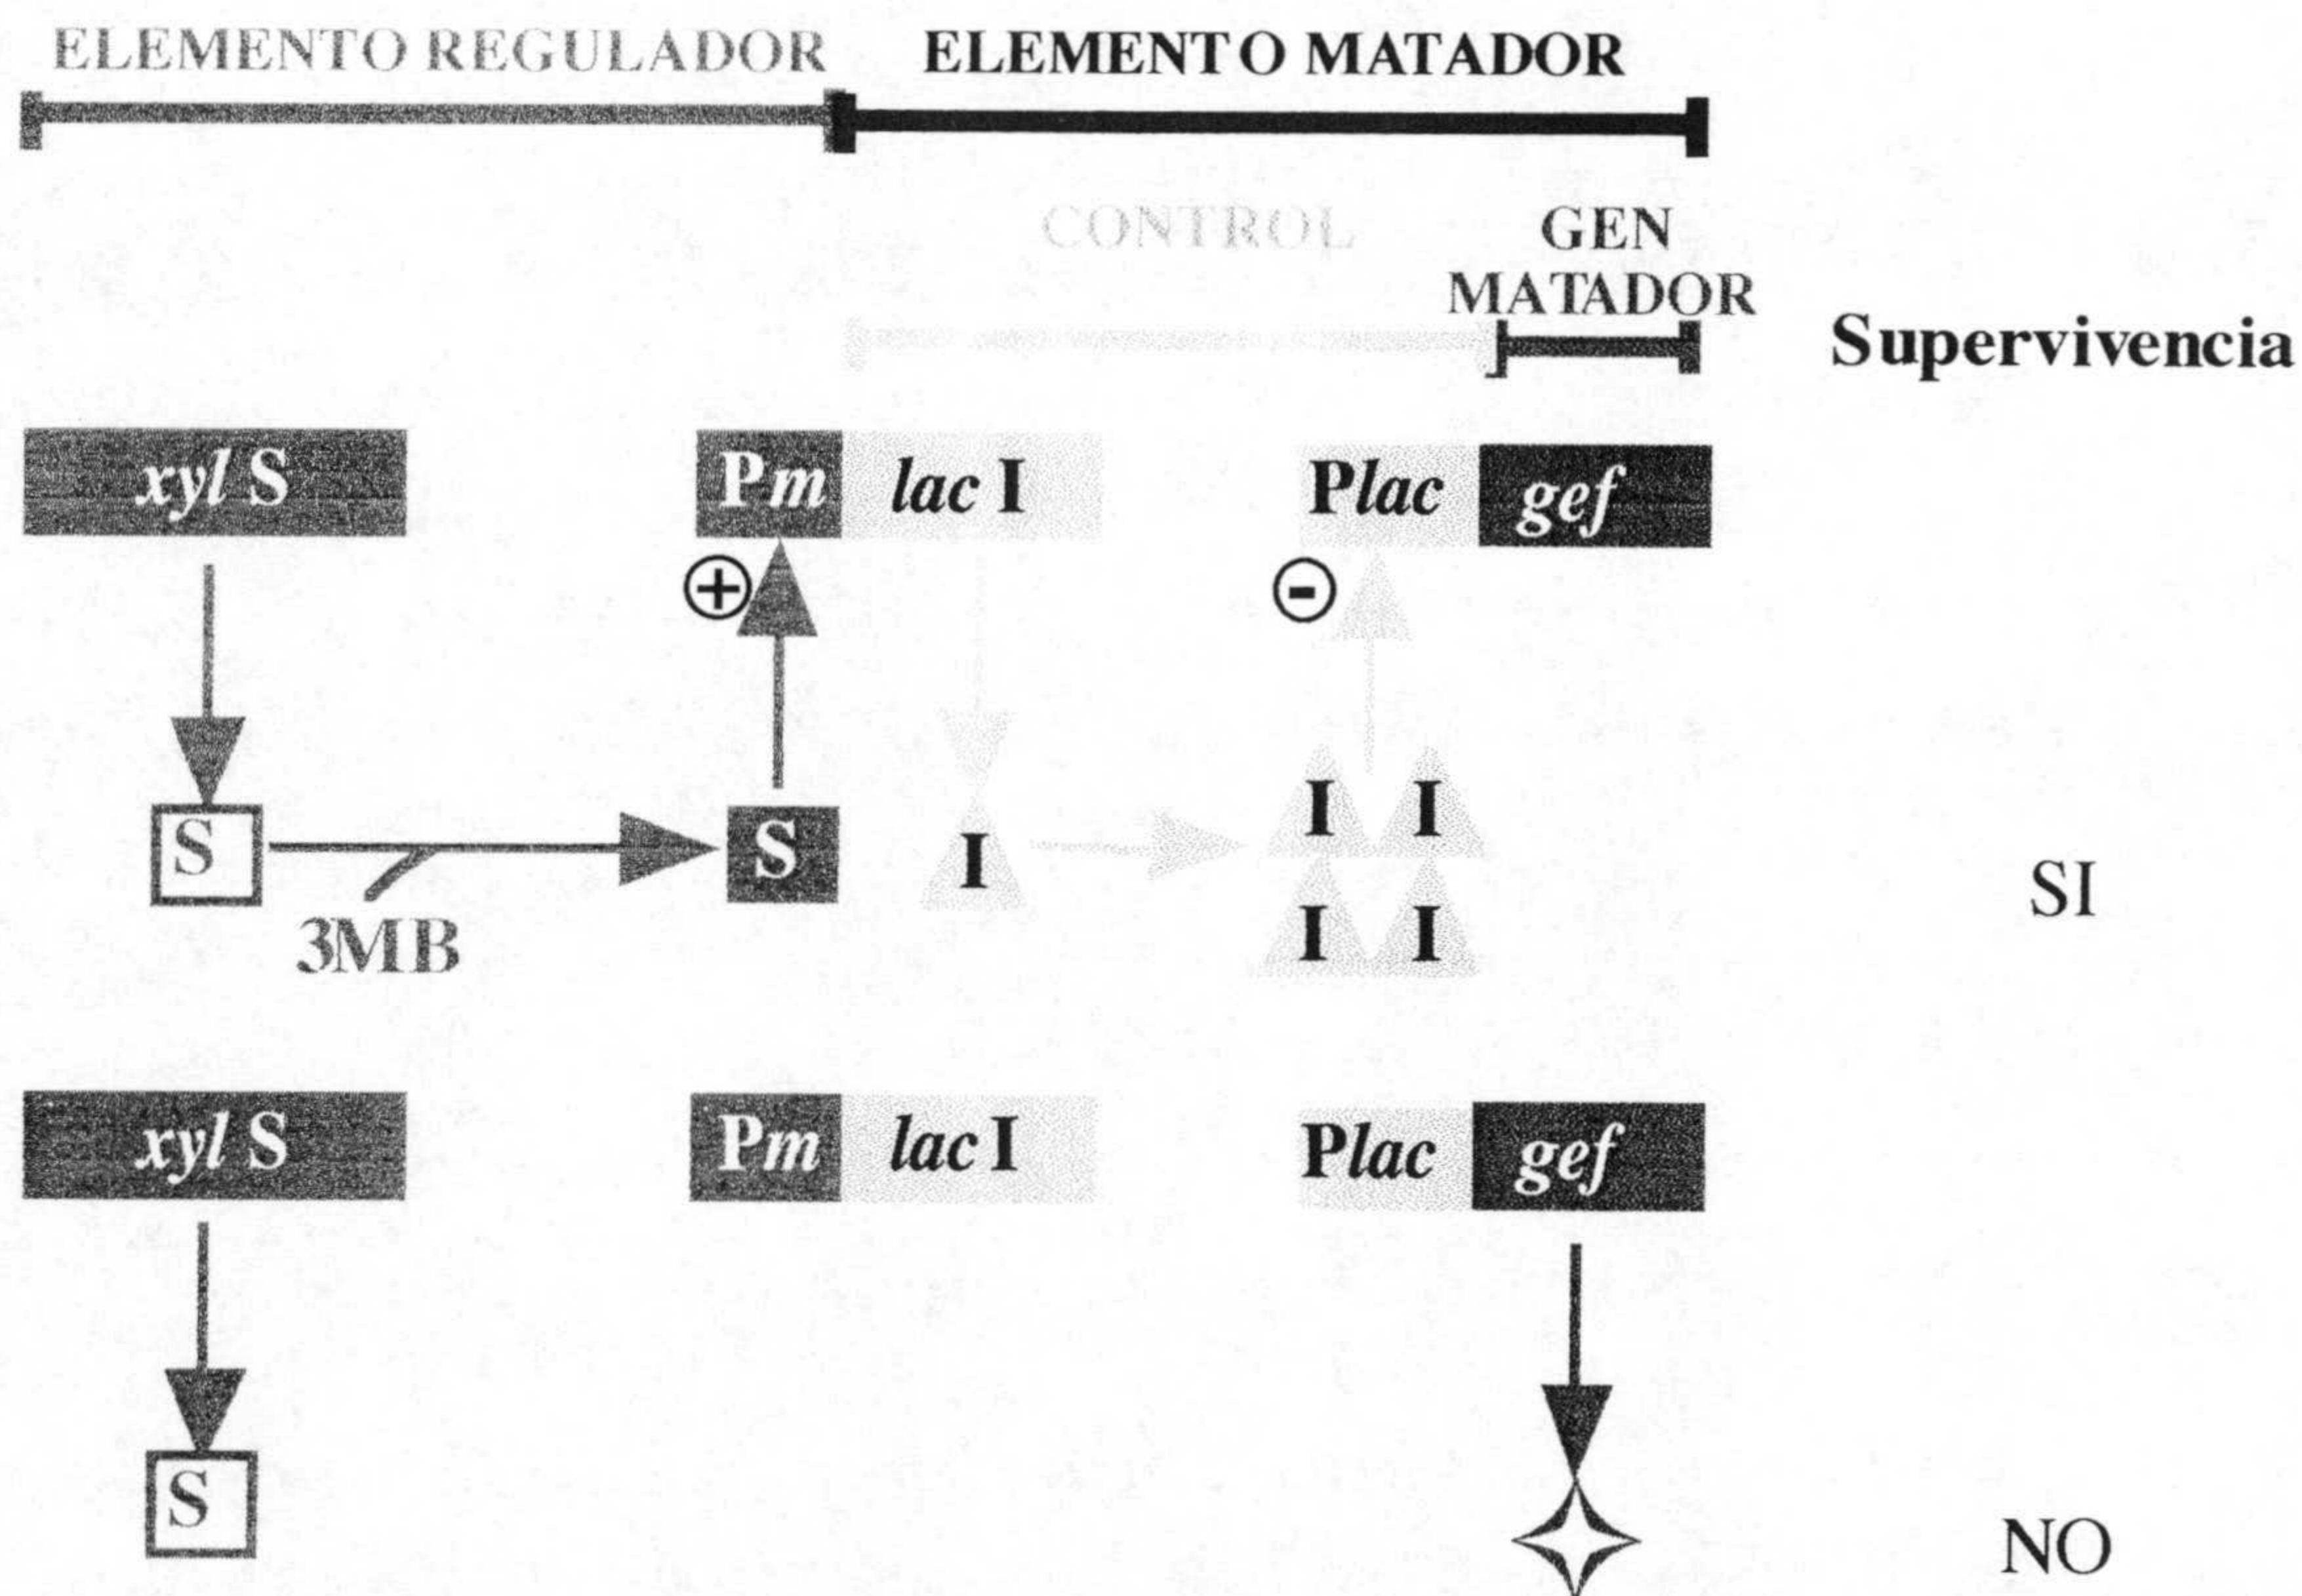 ELEMENTO REGULADOR ELEMENTO MATADOR
CONTROL
GEN
MATADOR
Supervivencia
xyl S Pm lac I Plac gef
+ -
I I
S S I
I I
3MB
SI
xyl S Pm lac I Plac gef
S
NO